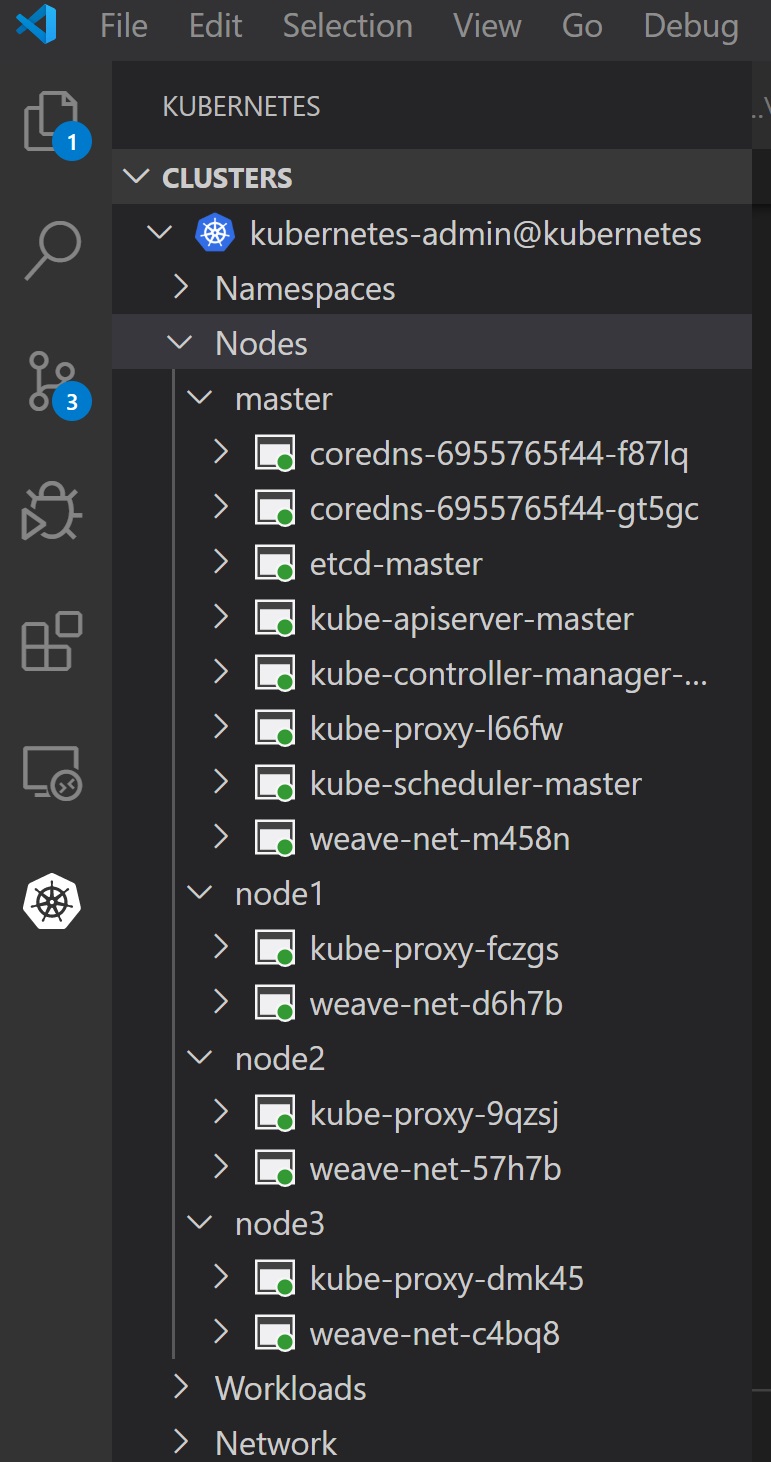 File Edit Selection View Go Debug
KUBERNETES
..\
1
CLUSTERS
kubernetes-admin@kubernetes
Namespaces
Nodes
master
3
coredns-6955765f44-f87lq
coredns-6955765f44-gt5gc
etcd-master
kube-apiserver-master
kube-controller-manager-...
kube-proxy-l66fw
kube-scheduler-master
weave-net-m458n
node1
kube-proxy-fczgs
weave-net-d6h7b
node2
kube-proxy-9qzsj
weave-net-57h7b
node3
kube-proxy-dmk45
weave-net-c4bq8
Workloads
Network